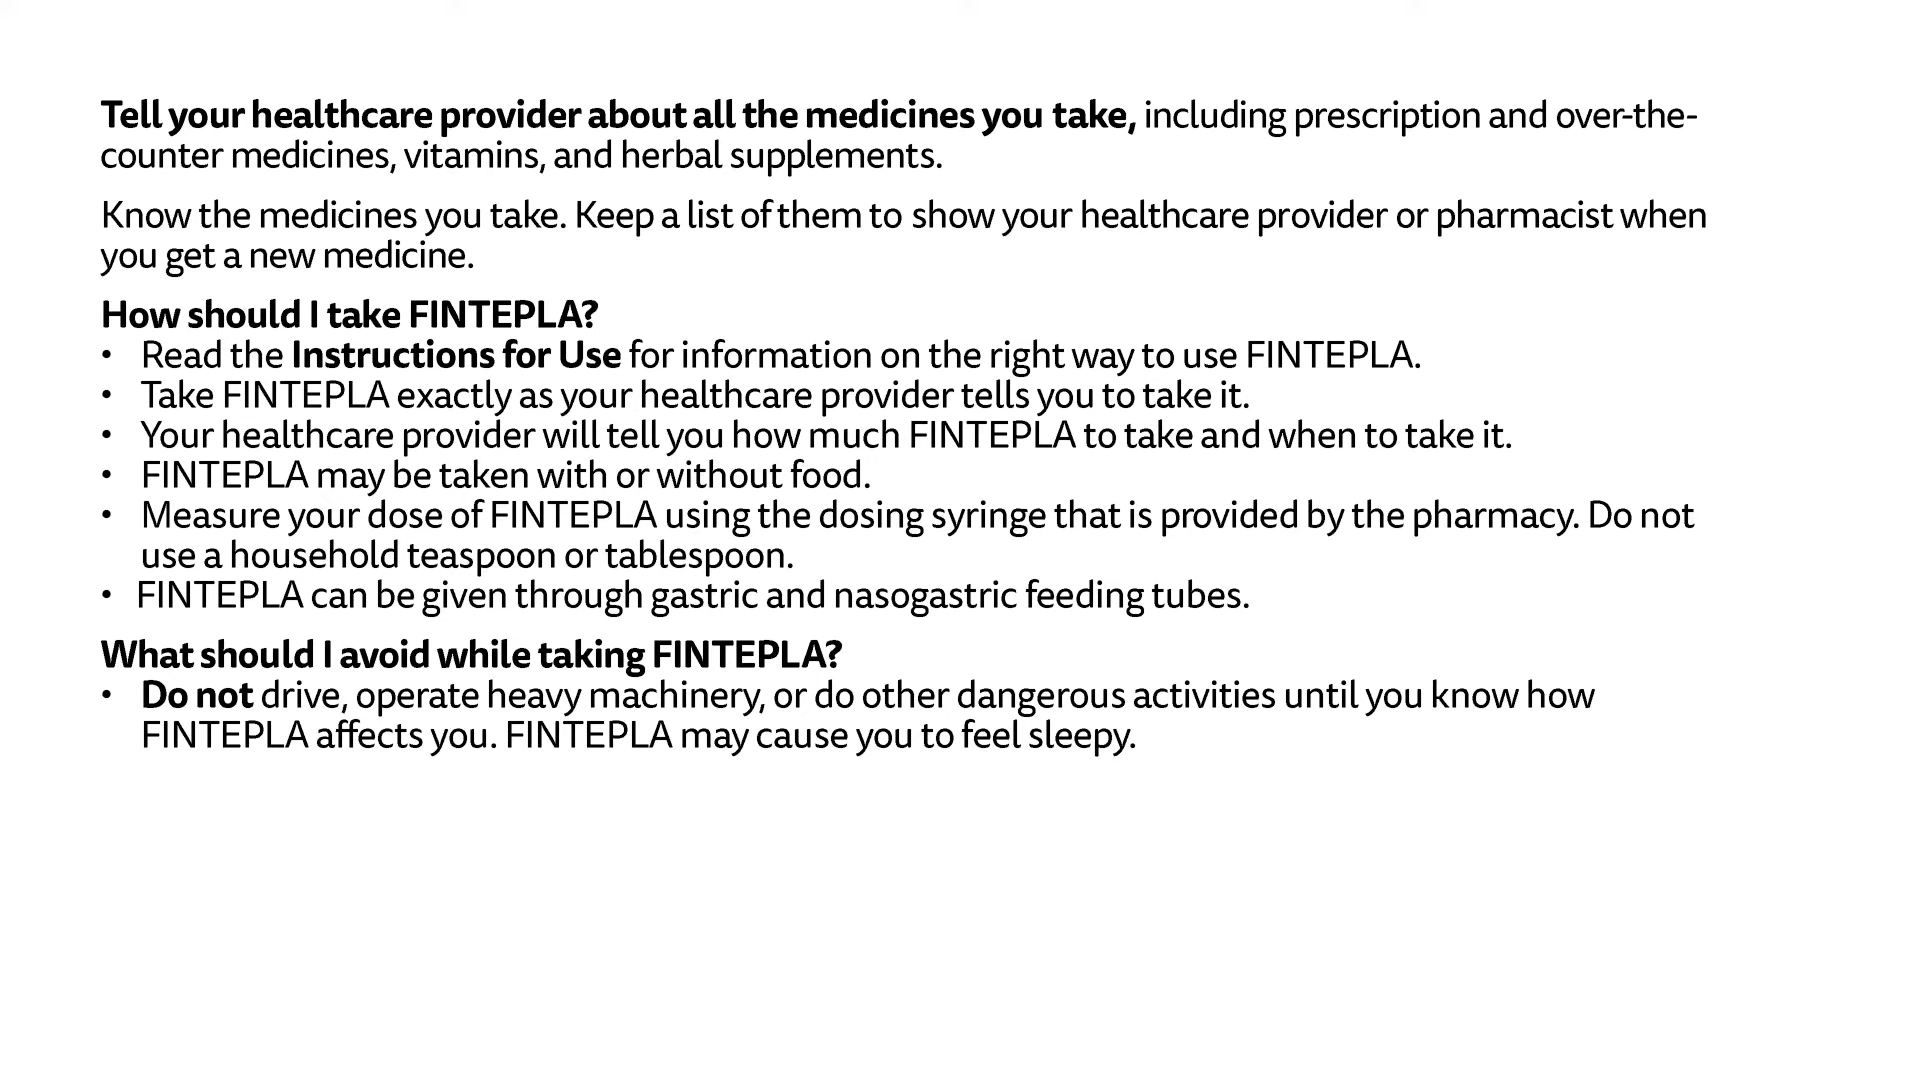 Tell your healthcare provider about all the medicines you take, including prescription and over-the-
counter medicines, vitamins, and herbal supplements.
Know the medicines you take. Keep a list of them to show your healthcare provider or pharmacist when
you get a new medicine.
How should I take FINTEPLA?
• Read the Instructions for Use for information on the right way to use FINTEPLA.
• Take FINTEPLA exactly as your healthcare provider tells you to take it.
• Your healthcare provider will tell you how much FINTEPLA to take and when to take it.
• FINTEPLA may be taken with or without food.
• Measure your dose of FINTEPLA using the dosing syringe that is provided by the pharmacy. Do not
use a household teaspoon or tablespoon.
• FINTEPLA can be given through gastric and nasogastric feeding tubes.
What should I avoid while taking FINTEPLA?
• Do not drive, operate heavy machinery, or do other dangerous activities until you know how
FINTEPLA affects you. FINTEPLA may cause you to feel sleepy.